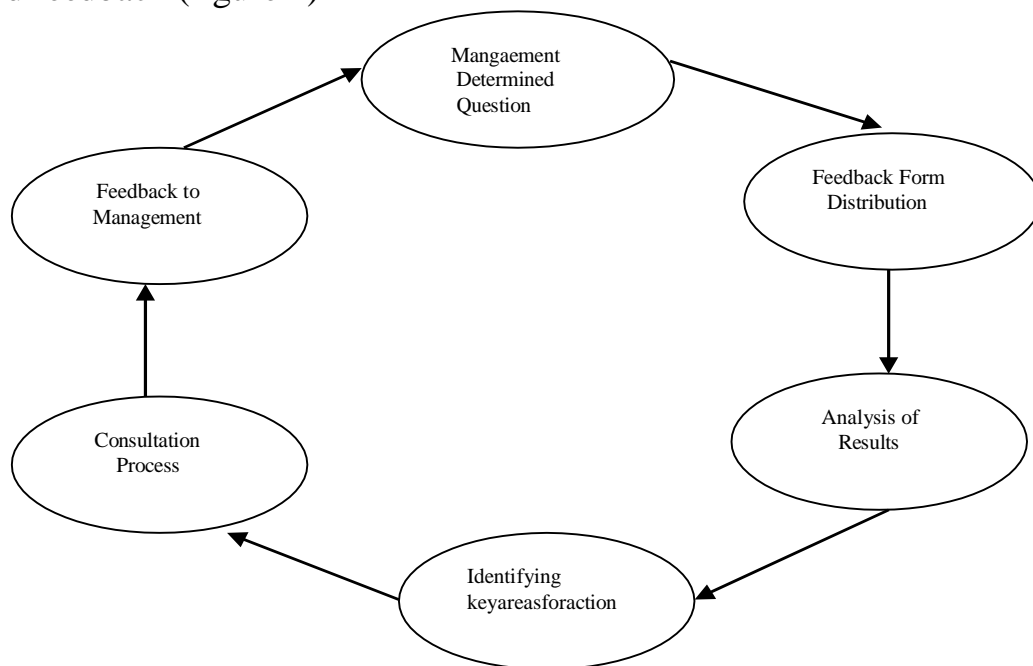 Mangaement
Determined
Question
Feedback Form
Distribution
Analysis of
Results
Identifying
keyareasforaction
Consultation
Process
Feedback to
Management